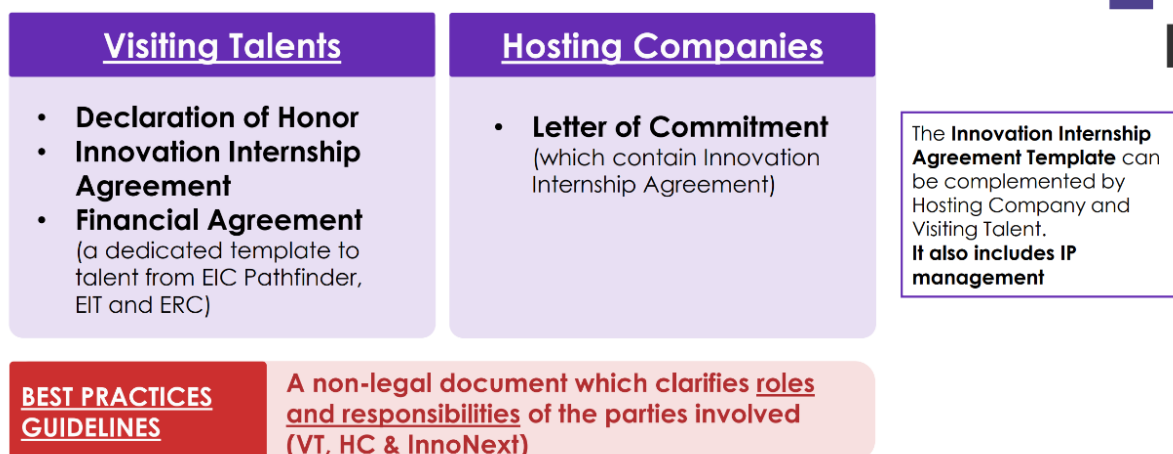 Visiting Talents
• Declaration of Honor
• Innovation Internship
Agreement
• Financial Agreement
(a dedicated template to
talent from EIC Pathfinder,
EIT and ERC)
Hosting Companies
• Letter of Commitment
(which contain Innovation
Internship Agreement)
The Innovation Internship
Agreement Template can
be complemented by
Hosting Company and
Visiting Talent.
It also includes IP
management
BEST PRACTICES
GUIDELINES
A non-legal document which clarifies roles
and responsibilities of the parties involved
(VT, HC & InnoNext)